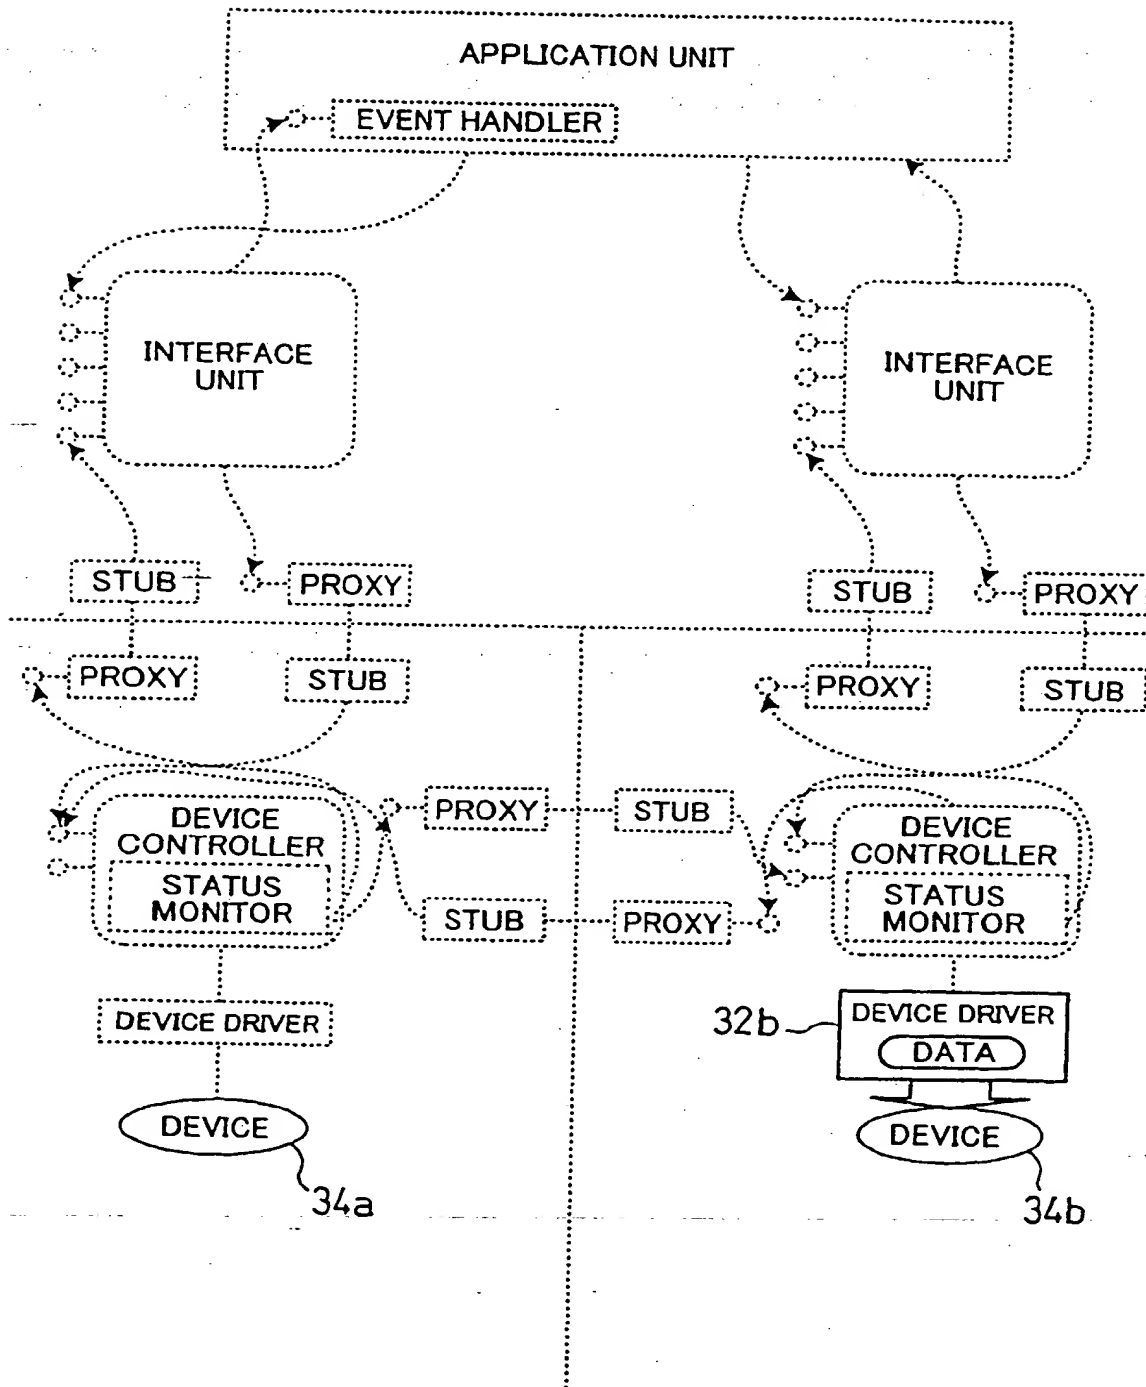 APPLICATION UNIT
EVENT HANDLER
INTERFACE
UNIT
INTERFACE
UNIT
STUB
PROXY
STUB
PROXY
PROXY
STUB
PROXY
STUB
DEVICE
CONTROLLER
STATUS
MONITOR
PROXY
STUB
STUB
PROXY
DEVICE
CONTROLLER
STATUS
MONITOR
DEVICE DRIVER
32b
DEVICE DRIVER
DATA
DEVICE
34a
DEVICE
34b